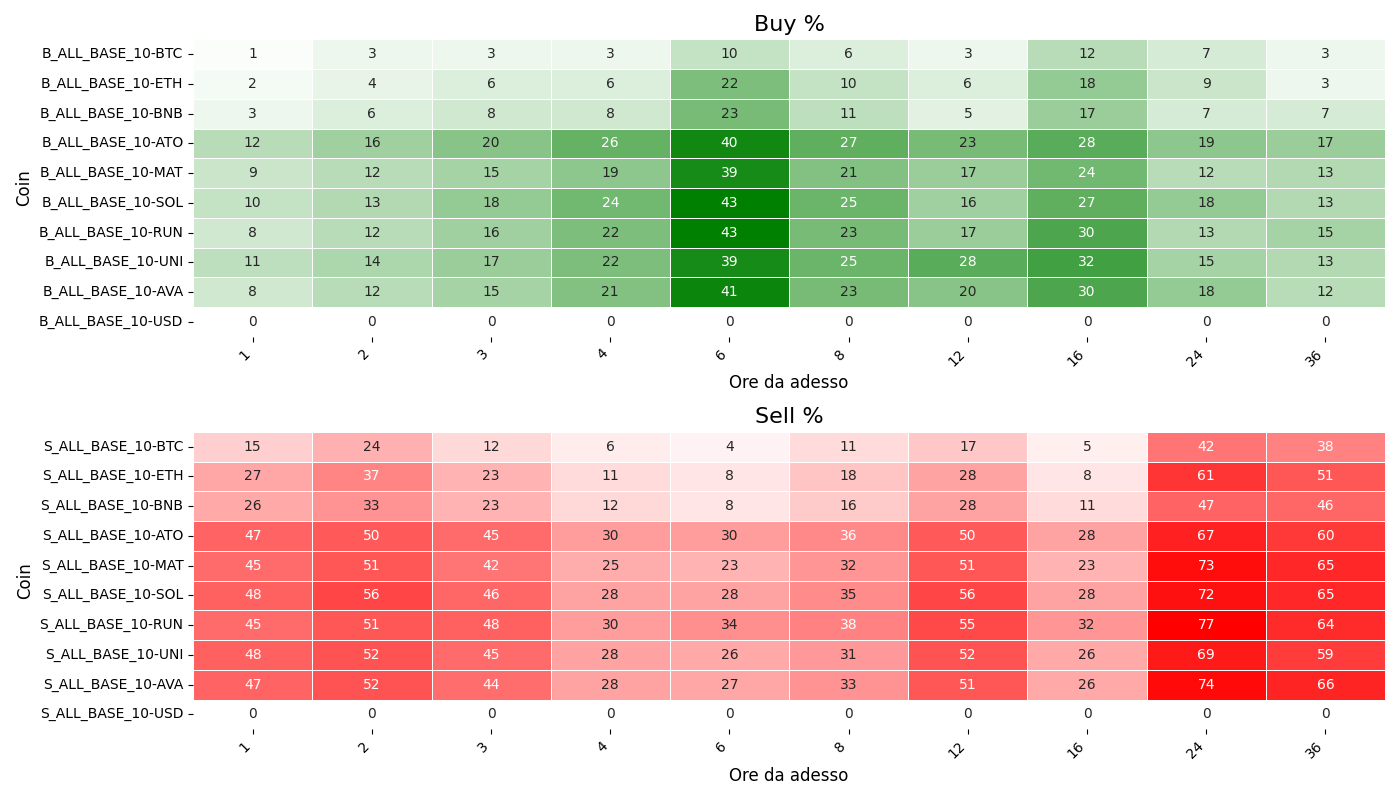 Buy %
Coin
B_ALL_BASE_10-BTC 1 3 3 3 10 6 3 12 7 3
B_ALL_BASE_10-ETH 2 4 6 6 22 10 6 18 9 3
B_ALL_BASE_10-BNB 3 6 8 8 23 11 5 17 7 7
B_ALL_BASE_10-ATO 12 16 20 26 40 27 23 28 19 17
B_ALL_BASE_10-MAT 9 12 15 19 39 21 17 24 12 13
B_ALL_BASE_10-SOL 10 13 18 24 43 25 16 27 18 13
B_ALL_BASE_10-RUN 8 12 16 22 43 23 17 30 13 15
B_ALL_BASE_10-UNI 11 14 17 22 39 25 28 32 15 13
B_ALL_BASE_10-AVA 8 12 15 21 41 23 20 30 18 12
B_ALL_BASE_10-USD 0 0 0 0 0 0 0 0 0 0
1 2 3 4 6 8 12 16 24 36
Ore da adesso
Sell %
Coin
S_ALL_BASE_10-BTC 15 24 12 6 4 11 17 5 42 38
S_ALL_BASE_10-ETH 27 37 23 11 8 18 28 8 61 51
S_ALL_BASE_10-BNB 26 33 23 12 8 16 28 11 47 46
S_ALL_BASE_10-ATO 47 50 45 30 30 36 50 28 67 60
S_ALL_BASE_10-MAT 45 51 42 25 23 32 51 23 73 65
S_ALL_BASE_10-SOL 48 56 46 28 28 35 56 28 72 65
S_ALL_BASE_10-RUN 45 51 48 30 34 38 55 32 77 64
S_ALL_BASE_10-UNI 48 52 45 28 26 31 52 26 69 59
S_ALL_BASE_10-AVA 47 52 44 28 27 33 51 26 74 66
S_ALL_BASE_10-USD 0 0 0 0 0 0 0 0 0 0
1 2 3 4 6 8 12 16 24 36
Ore da adesso